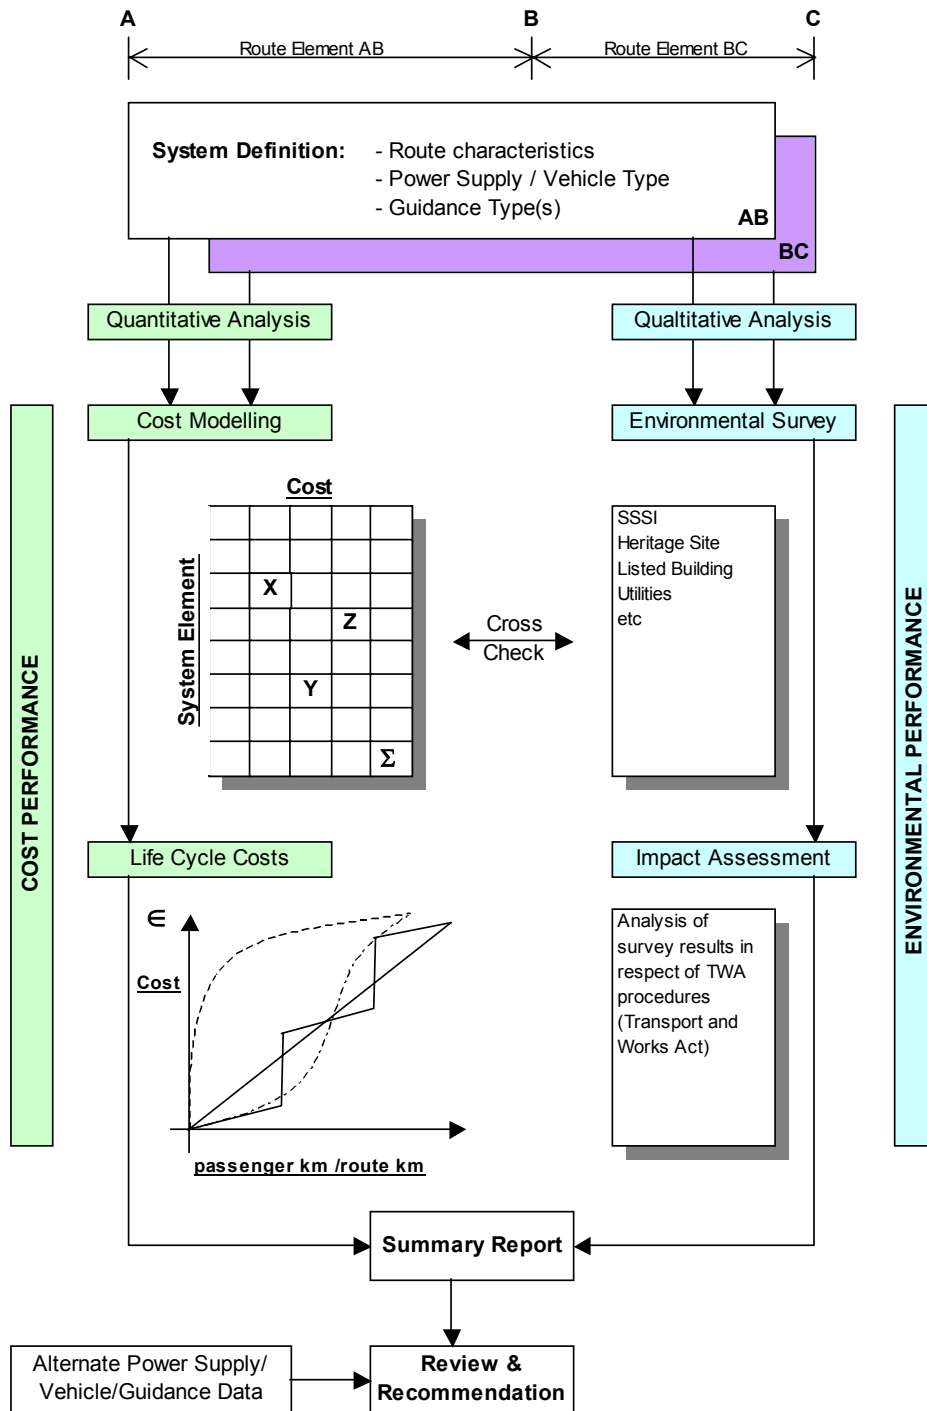 A
B
C
Route Element AB
Route Element BC
System Definition:
- Route characteristics
- Power Supply / Vehicle Type
- Guidance Type(s)
AB
BC
Quantitative Analysis
Qualtitative Analysis
Cost Modelling
Environmental Survey
COST PERFORMANCE
ENVIRONMENTAL PERFORMANCE
Cost
System Element
X
Z
Y
Σ
Cross
Check
SSSI
Heritage Site
Listed Building
Utilities
etc
Life Cycle Costs
Impact Assessment
∈
Cost
passenger km /route km
Analysis of
survey results in
respect of TWA
procedures
(Transport and
Works Act)
Summary Report
Alternate Power Supply/
Vehicle/Guidance Data
Review &
Recommendation